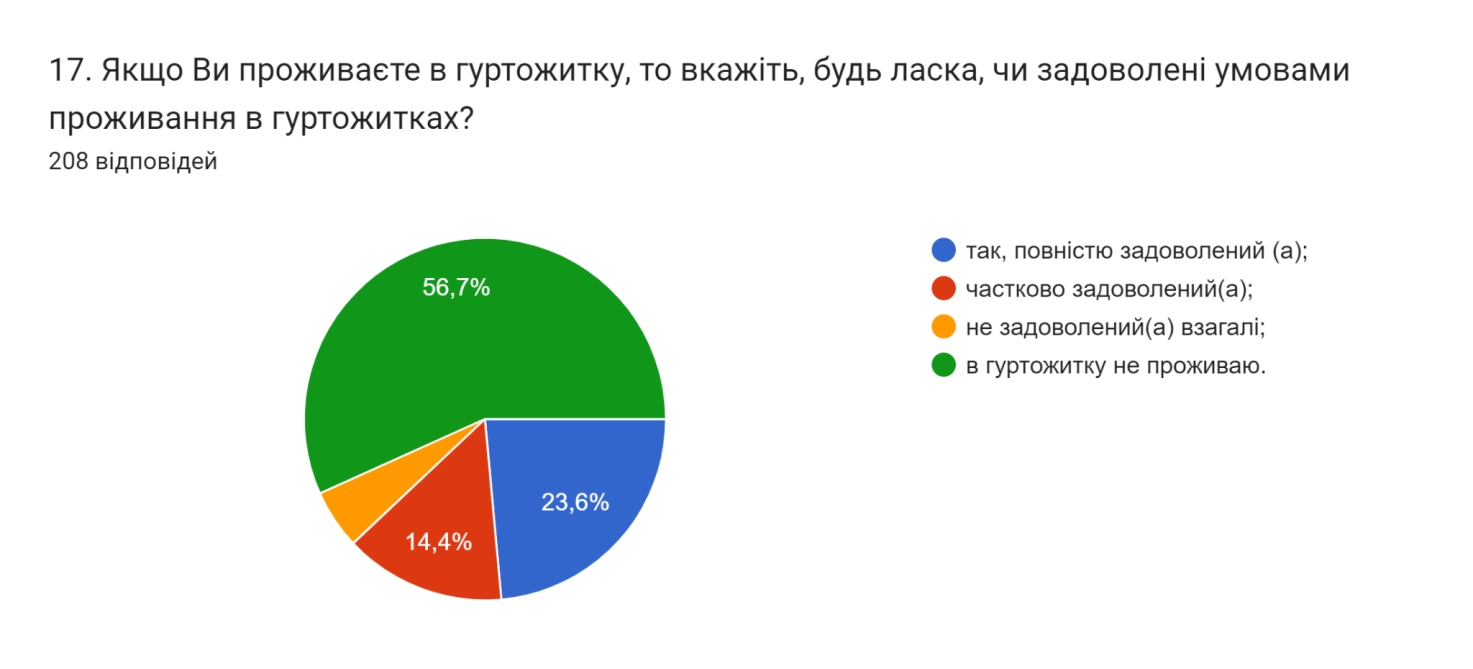 17. Якщо Ви проживаєте в гуртожитку, то вкажіть, будь ласка, чи задоволені умовами
проживання в гуртожитках?
208 відповідей
56,7%
23,6%
14,4%
так, повністю задоволений (а);
частково задоволений(а);
не задоволений(а) взагалі;
в гуртожитку не проживаю.